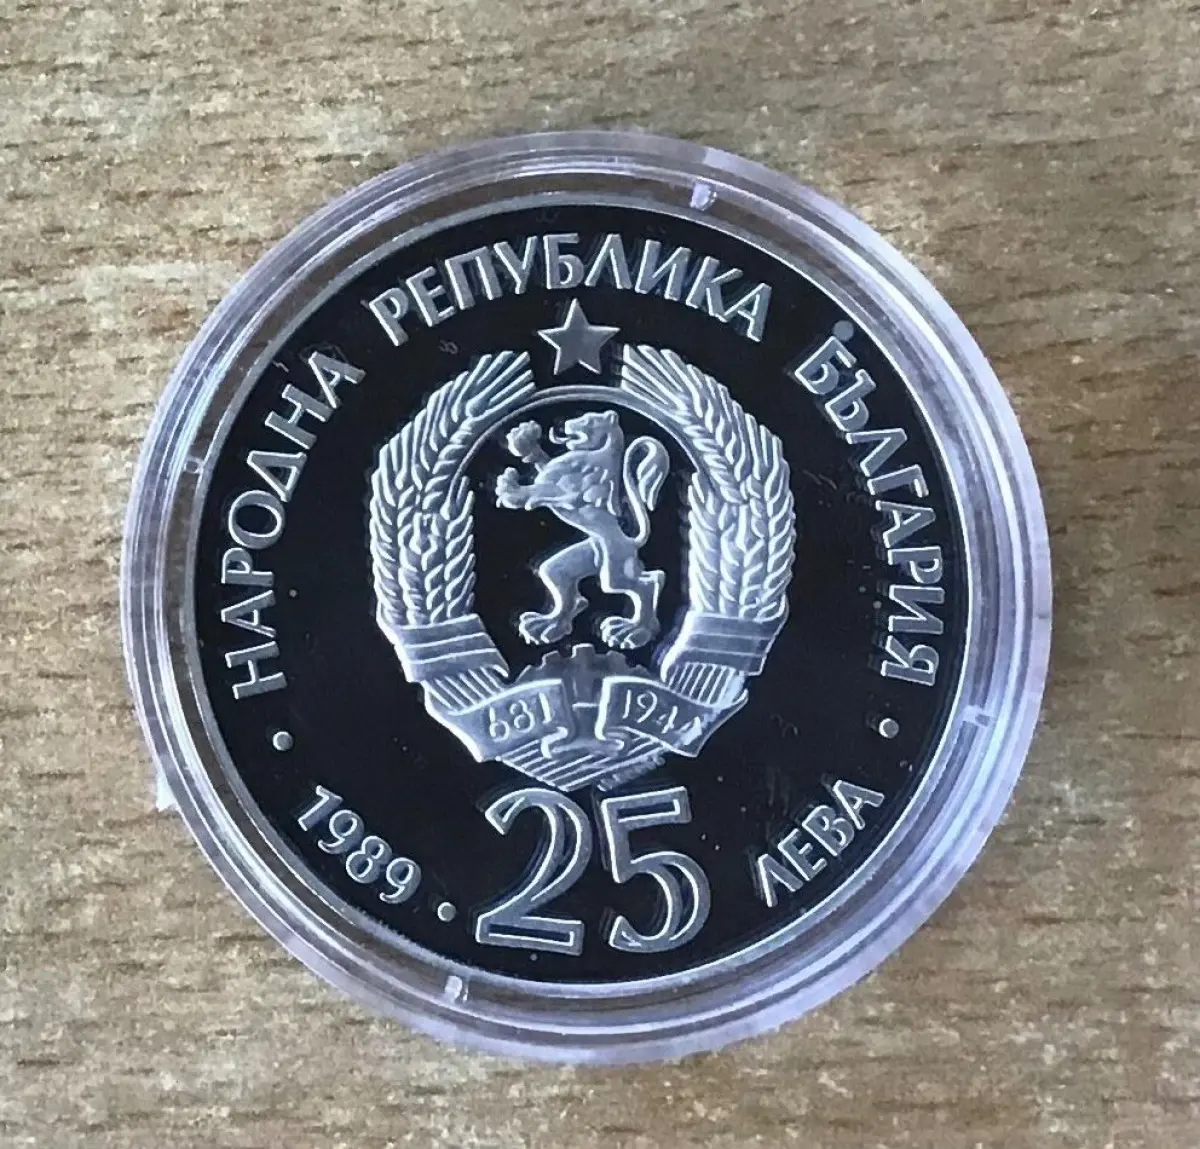 НАРОДНА РЕПУБЛИКА БЪЛГАРИЯ
681 1944
· 1989 · 25 ЛЕВА ·